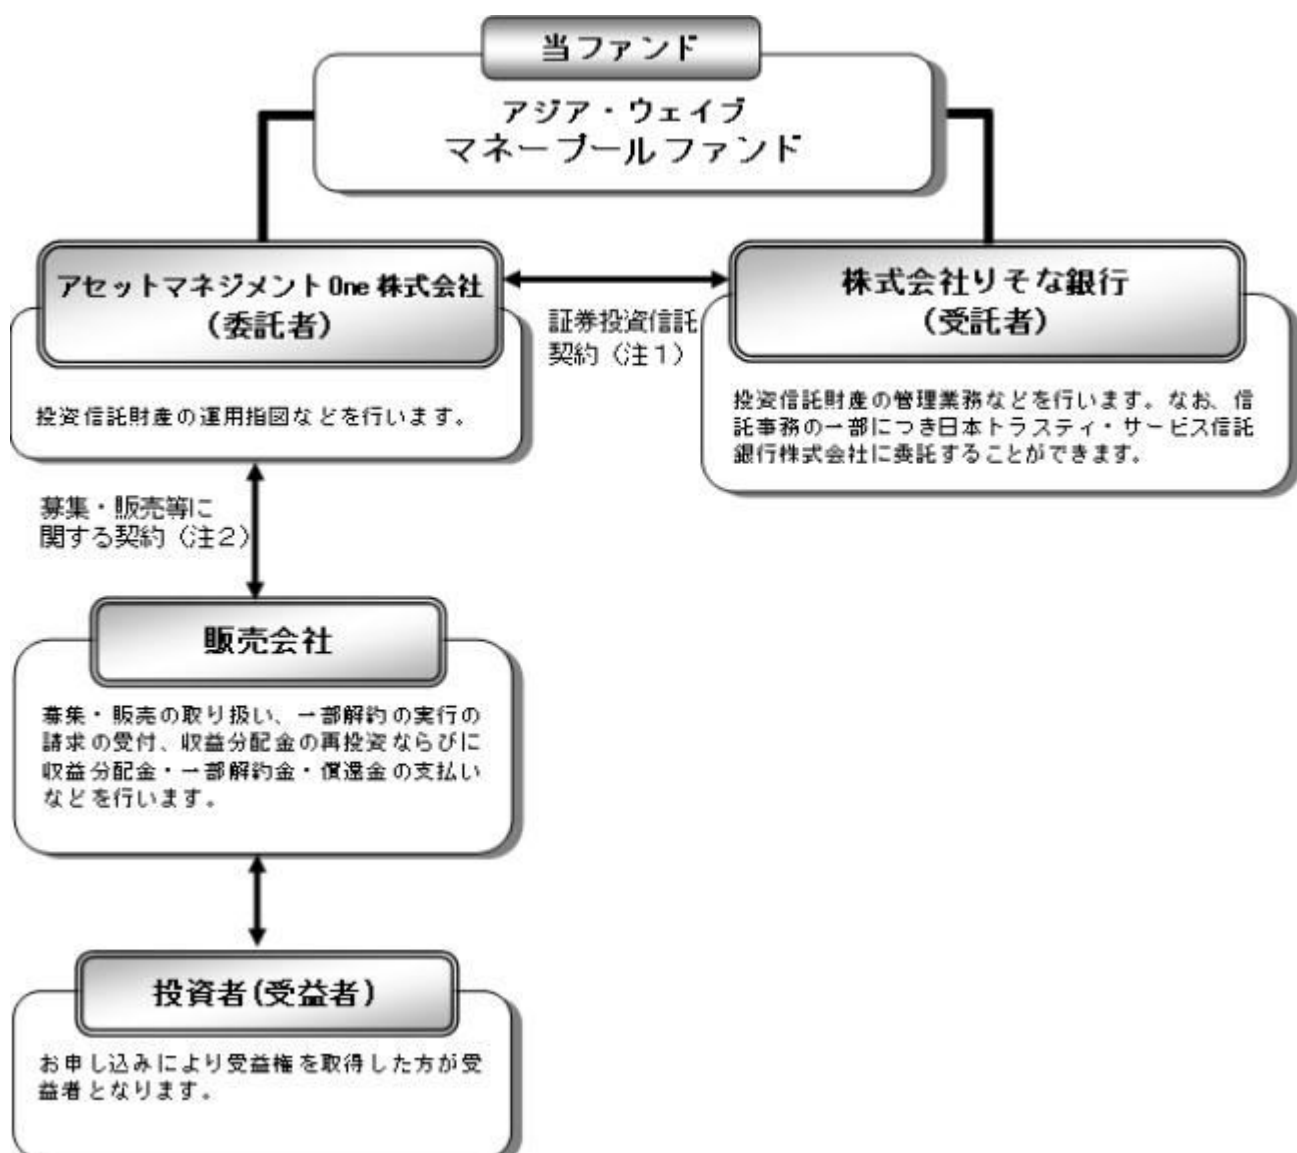 当ファンド
アジア・ウェイブ
マネープールファンド
アセットマネジメントOne株式会社
（委託者）
投資信託財産の運用指図などを行います。
証券投資信託
契約（注１）
株式会社りそな銀行
（受託者）
投資信託財産の管理業務などを行います。なお、信
託事務の一部につき日本トラスティ・サービス信託
銀行株式会社に委託することができます。
募集・販売等に
関する契約（注２）
販売会社
募集・販売の取り扱い、一部解約の実行の
請求の受付、収益分配金の再投資ならびに
収益分配金・一部解約金・償還金の支払い
などを行います。
投資者（受益者）
お申し込みにより受益権を取得した方が受
益者となります。